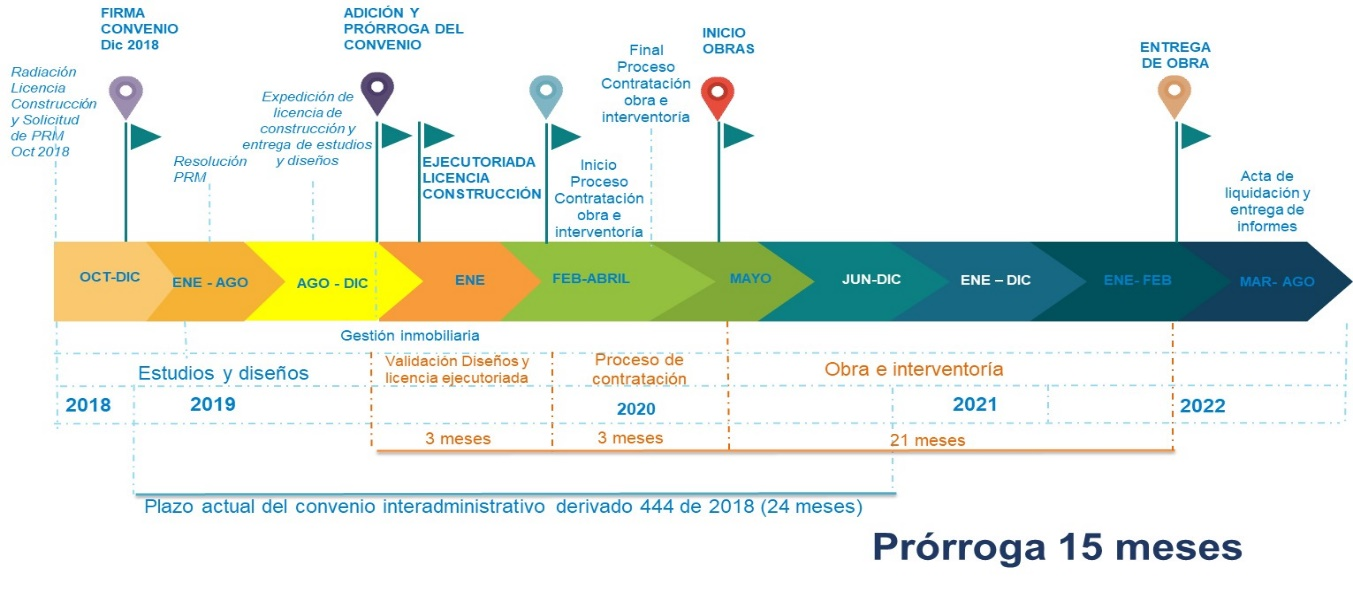 FIRMA
CONVENIO
Dic 2018
Radiación
Licencia
Construcción
y Solicitud
de PRM
Oct 2018
Resolución
PRM
Expedición de
licencia de
construcción y
entrega de estudios
y diseños
ADICIÓN Y
PRÓRROGA DEL
CONVENIO
EJECUTORIADA
LICENCIA
CONSTRUCCIÓN
Inicio
Proceso
Contratación
obra e
interventoría
Final
Proceso
Contratación
obra e
interventoría
INICIO
OBRAS
ENTREGA
DE OBRA
Acta de
liquidación y
entrega de
informes
OCT-DIC
ENE - AGO
AGO - DIC
ENE
FEB-ABRIL
MAYO
JUN-DIC
ENE – DIC
ENE- FEB
MAR- AGO
Gestión inmobiliaria
Estudios y diseños
Validación Diseños y
licencia ejecutoriada
Proceso de
contratación
Obra e interventoría
2018
2019
2020
2021
2022
3 meses
3 meses
21 meses
Plazo actual del convenio interadministrativo derivado 444 de 2018 (24 meses)
Prórroga 15 meses